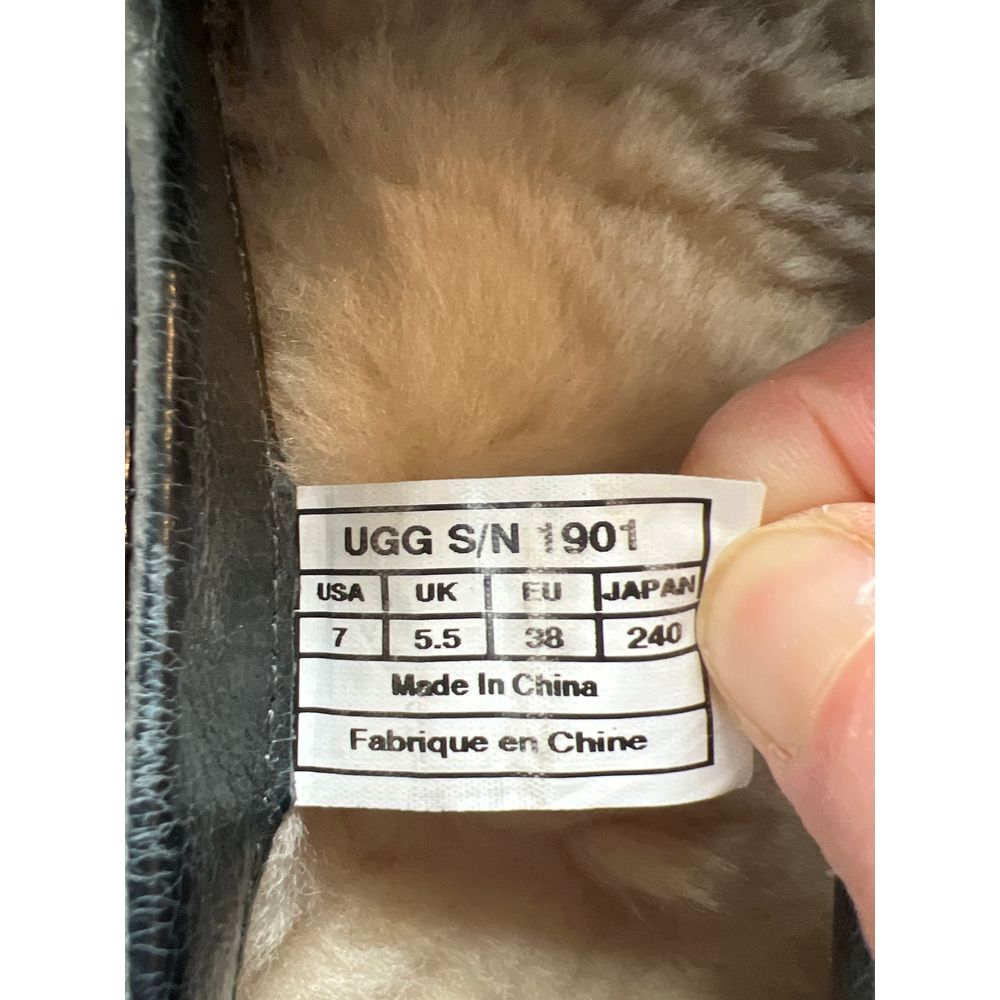 UGG S/N 1901
USA UK EU JAPAN
7 5.5 38 240
Made In China
Fabrique en Chine